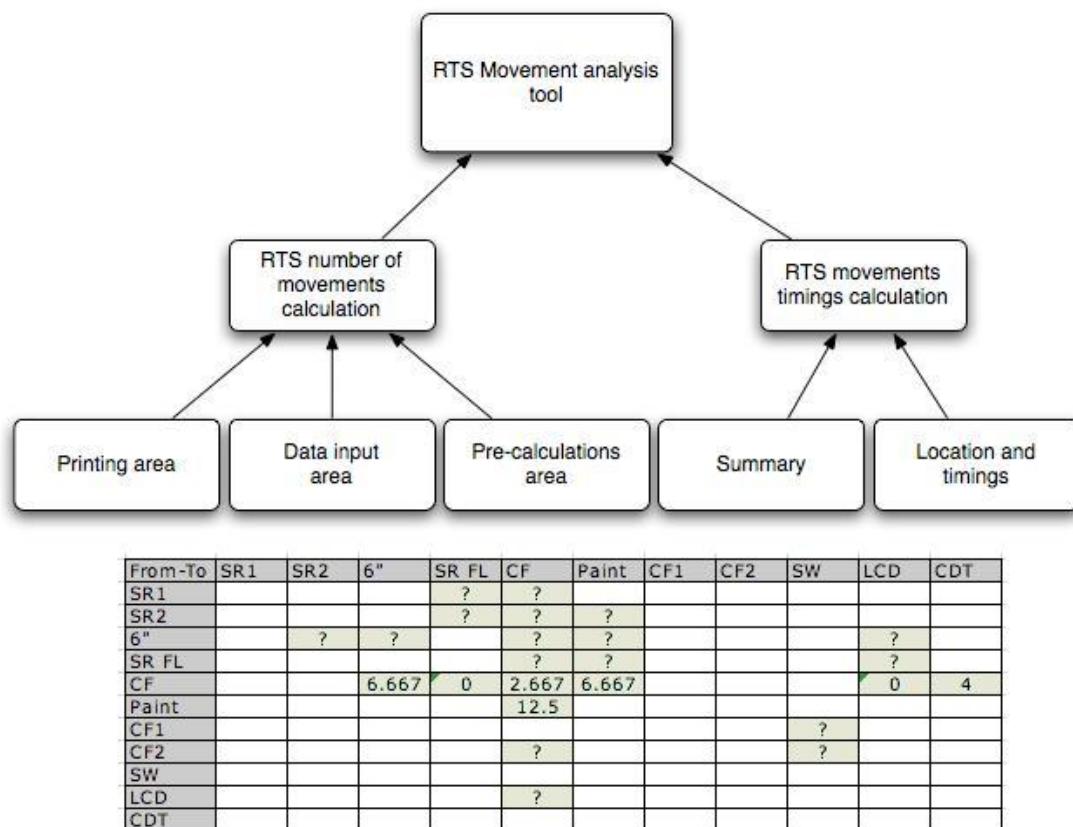 RTS Movement analysis
tool
RTS number of
movements
calculation
RTS movements
timings calculation
Printing area
Data input
area
Pre-calculations
area
Summary
Location and
timings
From-To SR1 SR2 6" SR FL CF Paint CF1 CF2 SW LCD CDT
SR1 ? ?
SR2 ? ? ?
6" ? ? ? ? ?
SR FL ? ? ?
CF 6.667 0 2.667 6.667 0 4
Paint 12.5
CF1 ?
CF2 ? ?
SW
LCD ?
CDT